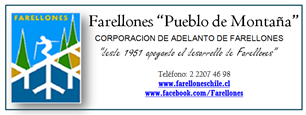 FARELLONES
Farellones “Pueblo de Montaña”
CORPORACION DE ADELANTO DE FARELLONES
“desde 1951 apoyando el desarrollo de Farellones”
Teléfono: 2 2207 46 98
www.farelloneschile.cl
www.facebook.com/Farellones